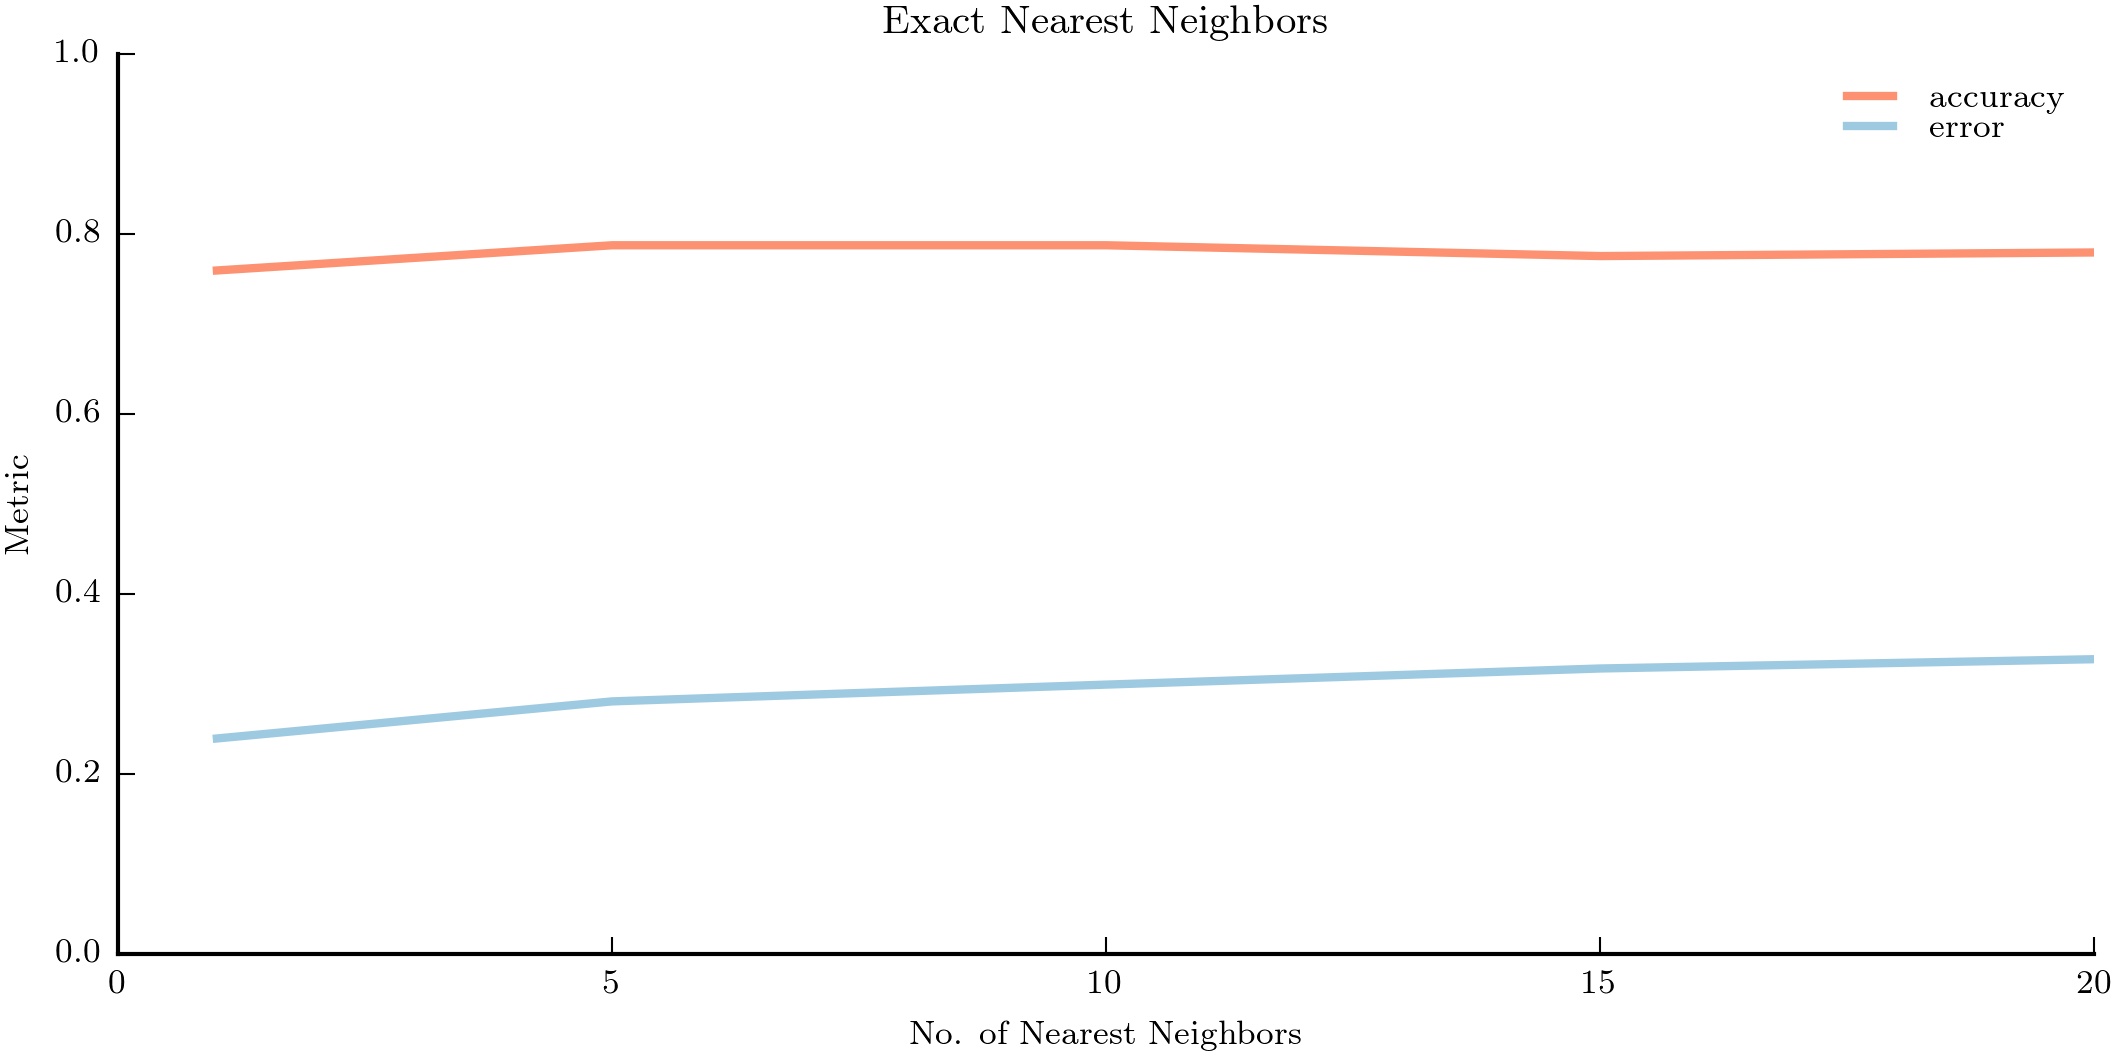 Exact Nearest Neighbors
1.0
accuracy
error
0.8
0.6
Metric
0.4
0.2
0.0
0 5 10 15 20
No. of Nearest Neighbors